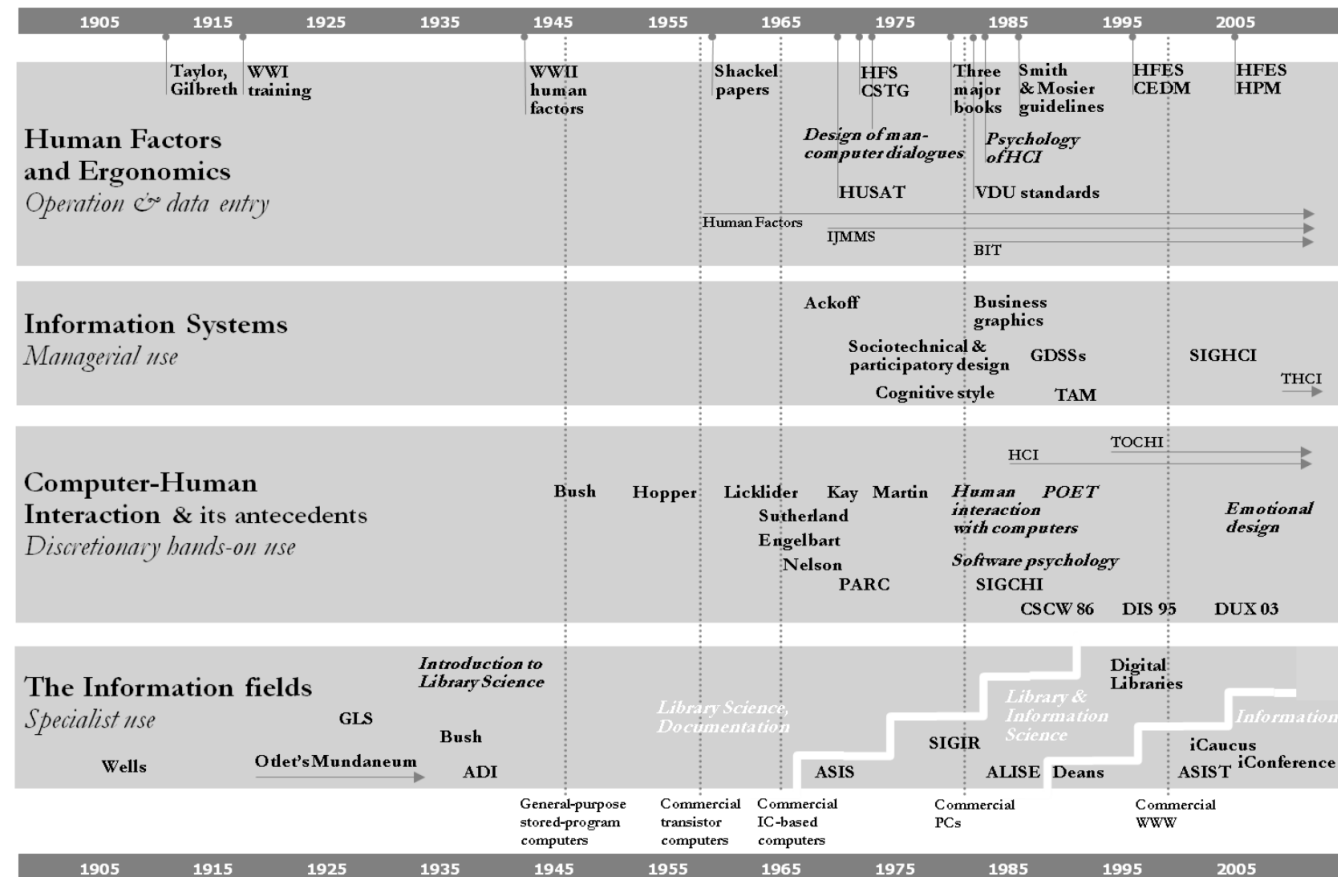 1905 1915 1925 1935 1945 1955 1965 1975 1985 1995 2005
Taylor,
Gilbreth
WWI
training
WWII
human
factors
Shackel
papers
HFS
CSTG
Three
major
books
Smith
& Mosier
guidelines
HFES
CEDM
HFES
HPM
Human Factors
and Ergonomics
Operation & data entry
Design of man-
computer dialogues
Psychology
of HCI
HUSAT
VDU standards
Human Factors
IJMMS
BIT
Information Systems
Managerial use
Ackoff
Business
graphics
Sociotechnical &
participatory design
GDSSs
SIGHCI
Cognitive style
TAM
THCI
Computer-Human
Interaction & its antecedents
Discretionary hands-on use
TOCHI
HCI
Bush
Hopper
Licklider
Kay
Martin
Human
interaction
with computers
POET
Emotional
design
Sutherland
Engelbart
Nelson
Software psychology
PARC
SIGCHI
CSCW 86
DIS 95
DUX 03
The Information fields
Specialist use
Introduction to
Library Science
Library Science,
Documentation
Library &
Information
Science
Digital
Libraries
Information
GLS
Bush
SIGIR
iCaucus
iConference
Wells
Otlet's Mundaneum
ADI
ASIS
ALISE
Deans
ASIST
General-purpose
stored-program
computers
Commercial
transistor
computers
Commercial
IC-based
computers
Commercial
PCs
Commercial
WWW
1905 1915 1925 1935 1945 1955 1965 1975 1985 1995 2005